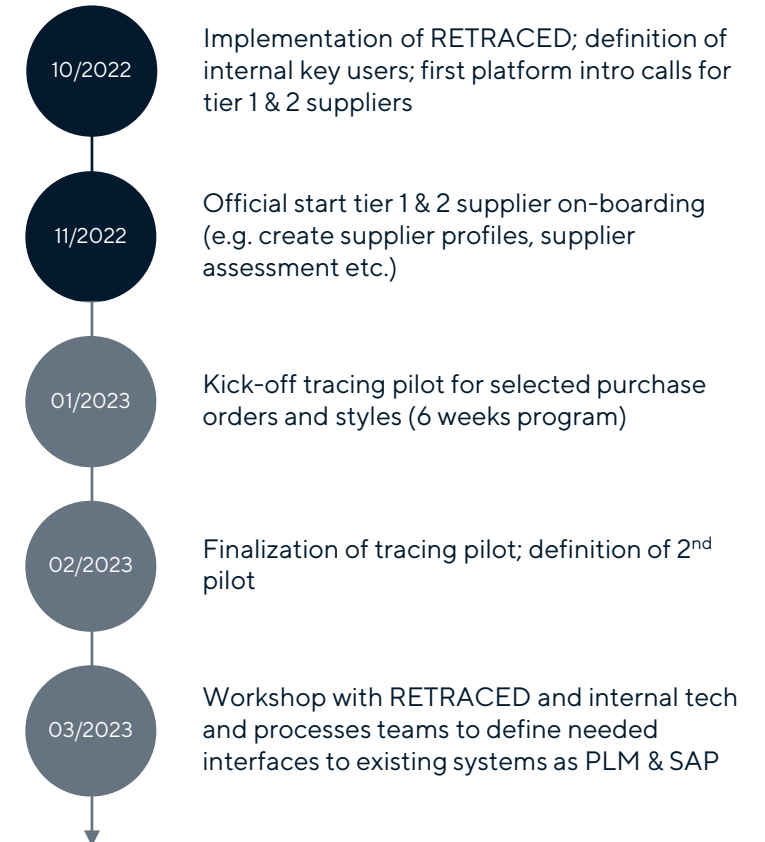 10/2022
Implementation of RETRACED; definition of
internal key users; first platform intro calls for
tier 1 & 2 suppliers
11/2022
Official start tier 1 & 2 supplier on-boarding
(e.g. create supplier profiles, supplier
assessment etc.)
01/2023
Kick-off tracing pilot for selected purchase
orders and styles (6 weeks program)
02/2023
Finalization of tracing pilot; definition of 2nd
pilot
03/2023
Workshop with RETRACED and internal tech
and processes teams to define needed
interfaces to existing systems as PLM & SAP